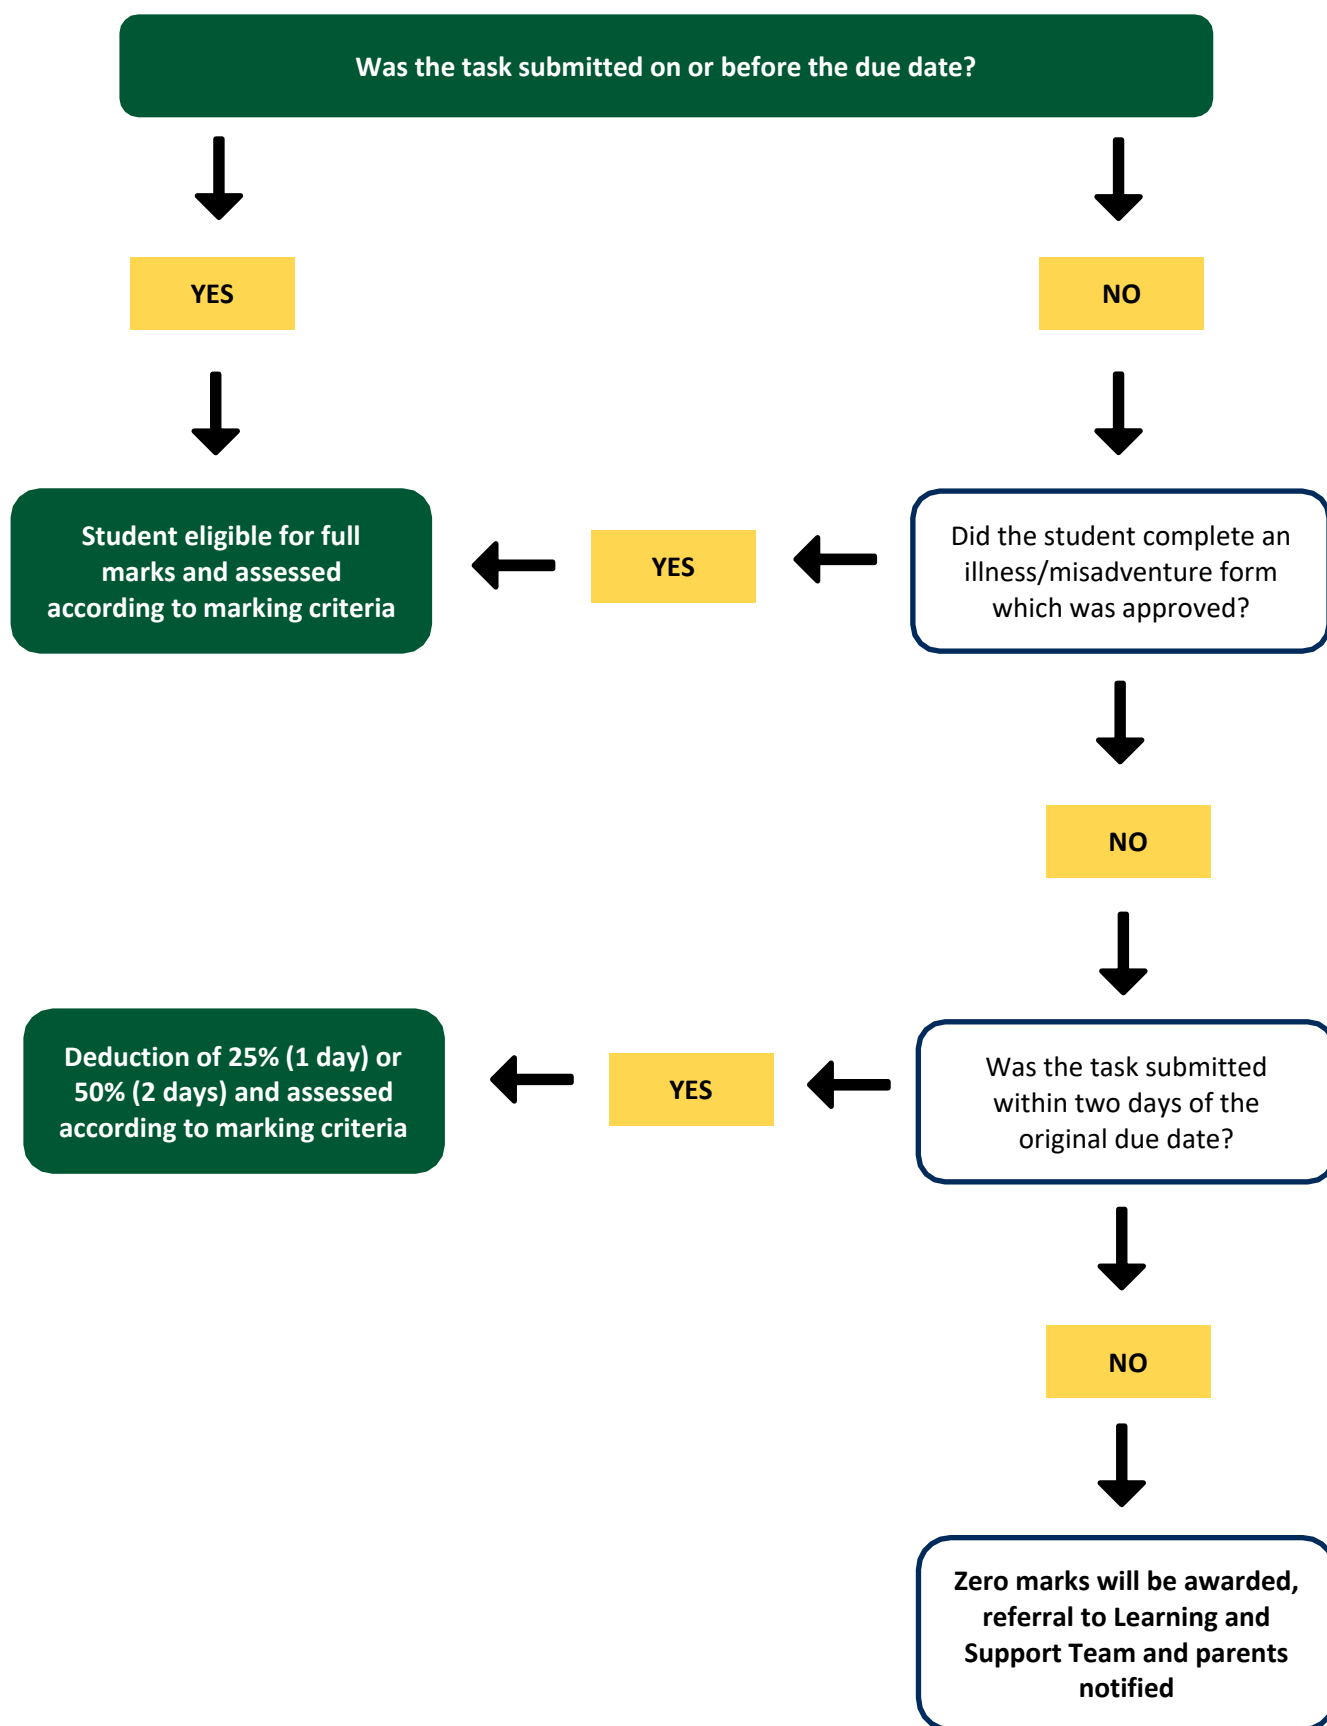 Was the task submitted on or before the due date?
YES
NO
Student eligible for full
marks and assessed
according to marking criteria
YES
Did the student complete an
illness/misadventure form
which was approved?
NO
Deduction of 25% (1 day) or
50% (2 days) and assessed
according to marking criteria
YES
Was the task submitted
within two days of the
original due date?
NO
Zero marks will be awarded,
referral to Learning and
Support Team and parents
notified